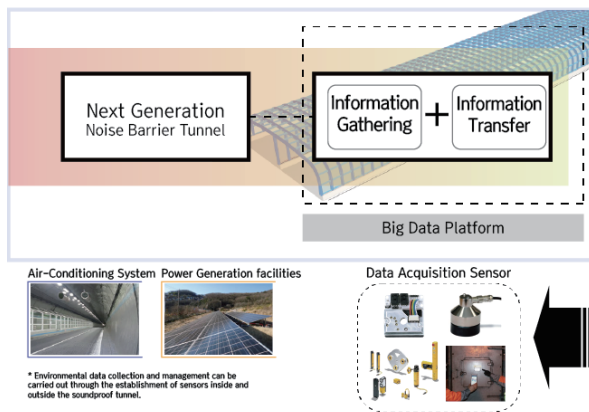 Next Generation
Noise Barrier Tunnel
Information
Gathering
+
Information
Transfer
Big Data Platform
Air-Conditioning System
Power Generation facilities
Data Acquisition Sensor
* Environmental data collection and management can be
carried out through the establishment of sensors inside and
outside the soundproof tunnel.